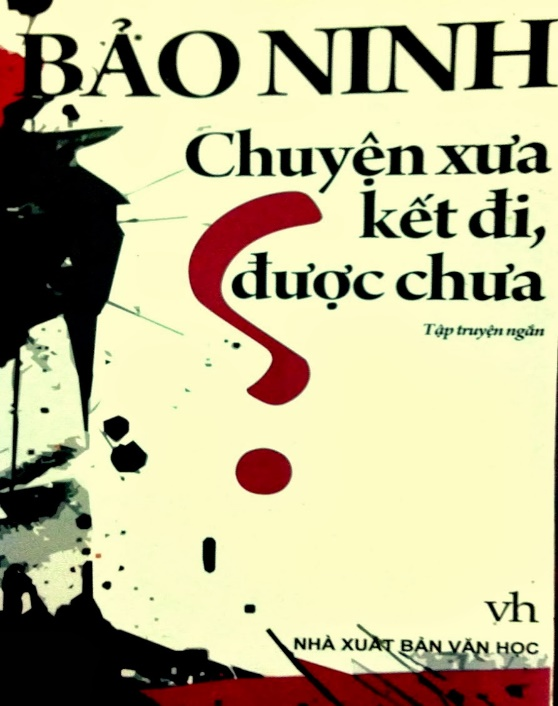 BẢO NINH
Chuyện xưa
kết đi,
được chưa
?
Tập truyện ngắn
vh
NHÀ XUẤT BẢN VĂN HỌC